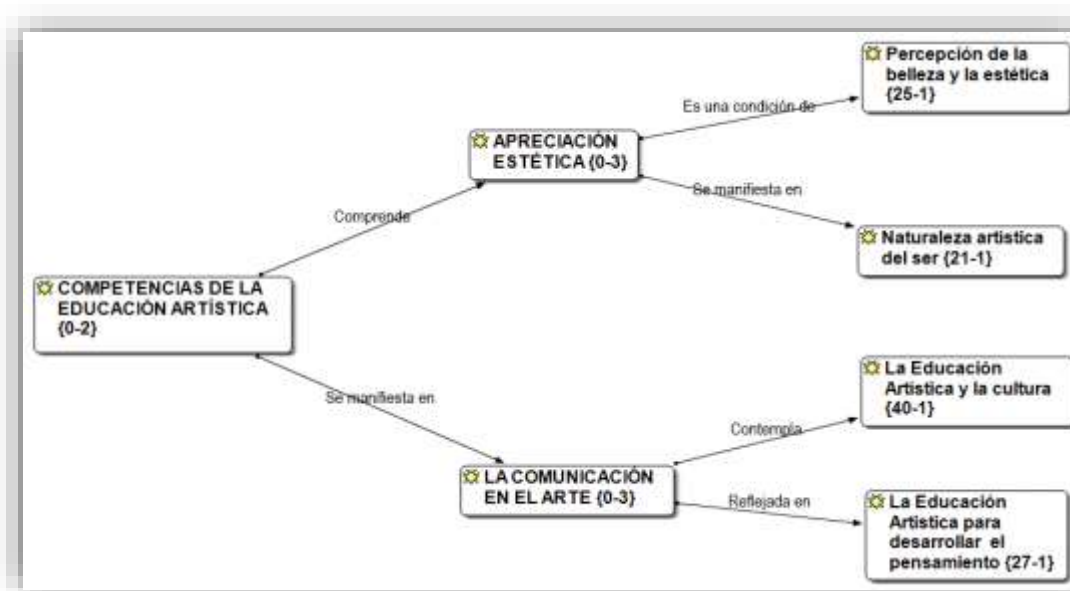 Percepción de la
belleza y la estética
{25-1}
Es una condición de
APRECIACIÓN
ESTÉTICA {0-3}
Se manifiesta en
Comprende
Naturaleza artistica
del ser {21-1}
COMPETENCIAS DE LA
EDUCACIÓN ARTÍSTICA
{0-2}
La Educación
Artistica y la cultura
{40-1}
Se manifiesta en
Contempla
LA COMUNICACIÓN
EN EL ARTE {0-3}
Reflejada en
La Educación
Artistica para
desarrollar el
pensamiento {27-1}